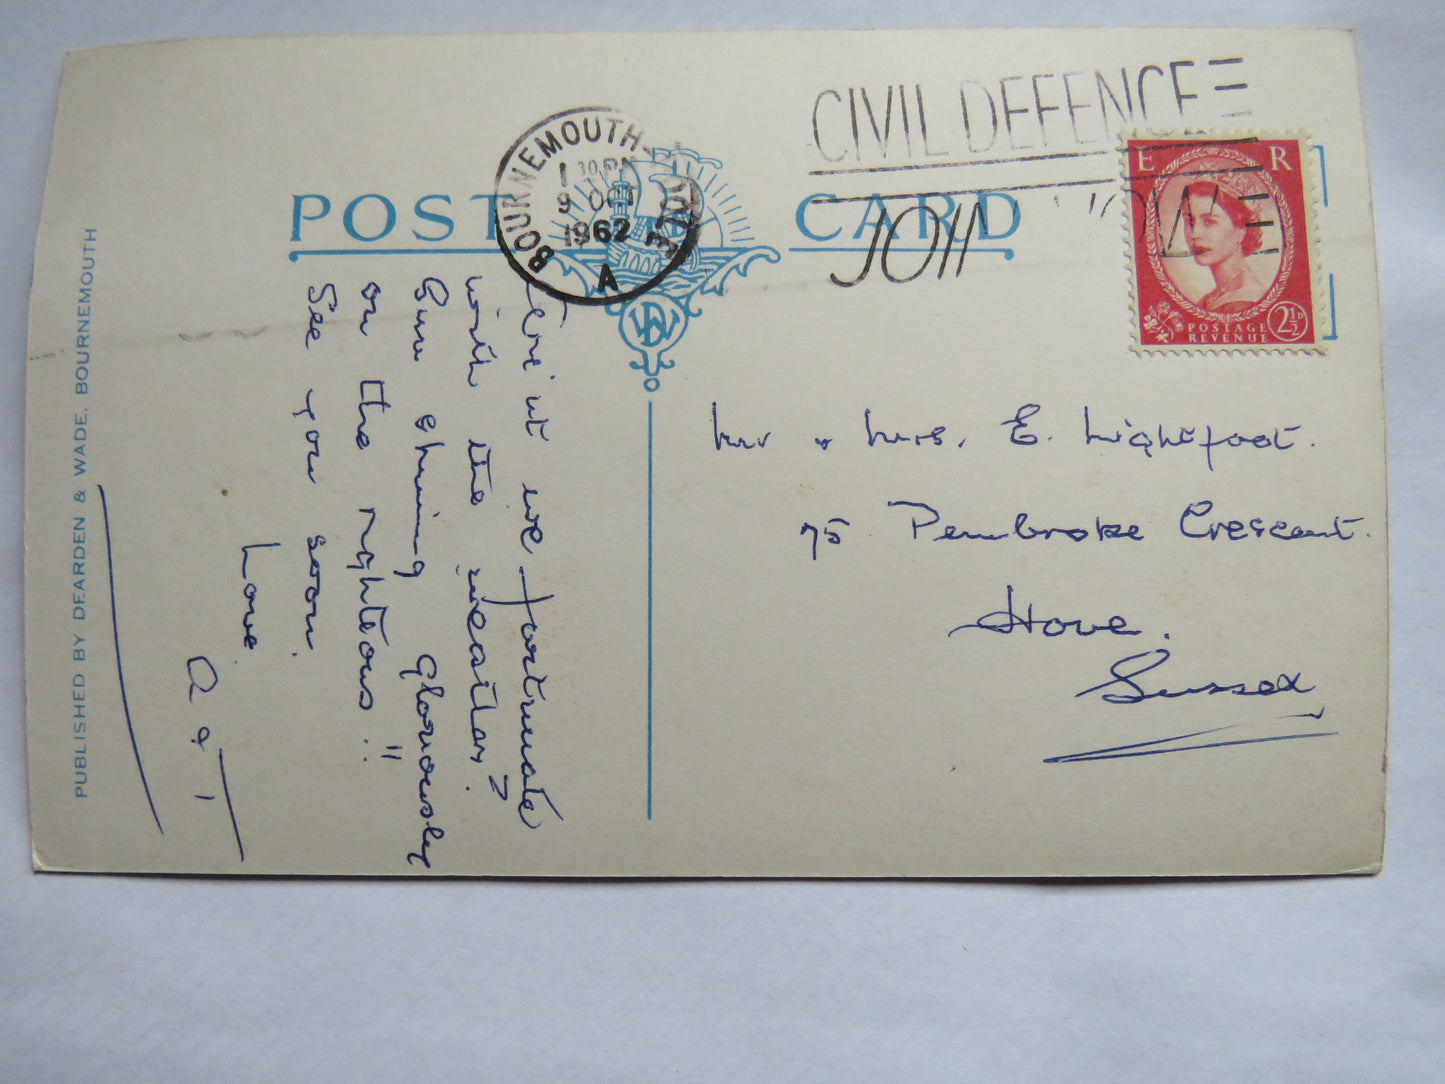 POST CARD
BOURNEMOUTH-POOLE
1 30 PM
9 OCT
1962
A
CIVIL DEFENCE
JOIN NOW
E R
POSTAGE
REVENUE
2½D
Aren't we fortunate
with the weather?
Sun shining gloriously
on the righteous!!
See you soon.
Love
A & T
Mr & Mrs. E. Lightfoot.
75 Pembroke Crescent.
Hove.
Sussex
PUBLISHED BY DEARDEN & WADE, BOURNEMOUTH